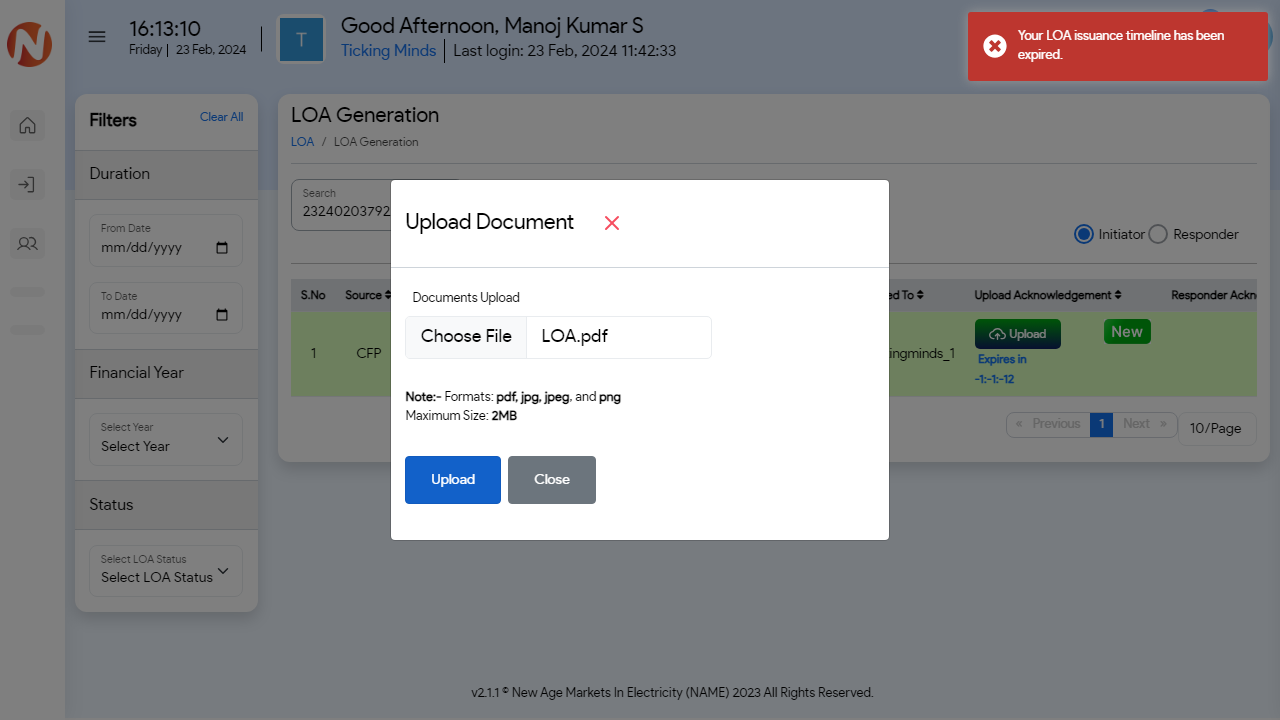 16:13:10
Friday | 23 Feb, 2024
T
Good Afternoon, Manoj Kumar S
Ticking Minds | Last login: 23 Feb, 2024 11:42:33
Your LOA issuance timeline has been
expired.
Filters
Clear All
Duration
From Date
mm/dd/yyyy
To Date
mm/dd/yyyy
Financial Year
Select Year
Select Year
Status
Select LOA Status
Select LOA Status
LOA Generation
LOA / LOA Generation
Search
23240203792
Initiator
Responder
S.No
Source
ed To
Upload Acknowledgement
Responder Ackn
1
CFP
ingminds_1
Upload
New
Expires in
-1:-1:-12
« Previous 1 Next »
10/Page
Upload Document
Documents Upload
Choose File
LOA.pdf
Note:- Formats: pdf, jpg, jpeg, and png
Maximum Size: 2MB
Upload
Close
v2.1.1 © New Age Markets In Electricity (NAME) 2023 All Rights Reserved.